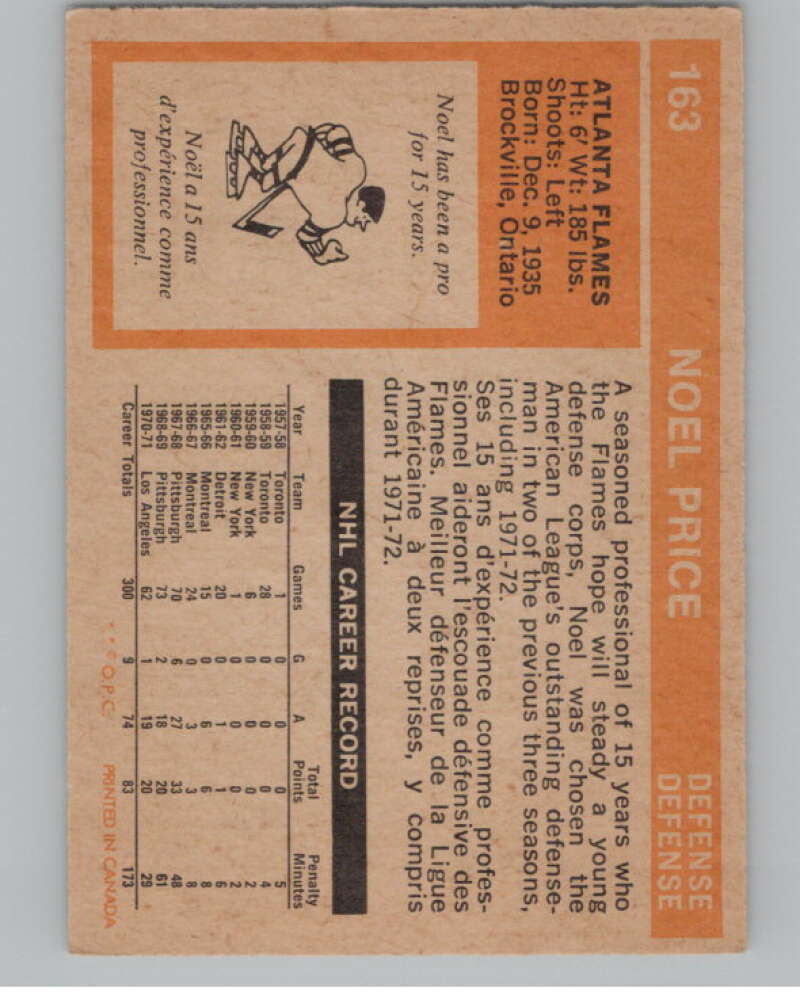 163 NOEL PRICE DEFENSE
DEFENSE
ATLANTA FLAMES
Ht: 6' Wt: 185 lbs.
Shoots: Left
Born: Dec. 9, 1935
Brockville, Ontario
Noel has been a pro
for 15 years.
Noël a 15 ans
d'expérience comme
professionnel.
A seasoned professional of 15 years who
the Flames hope will steady a young
defense corps, Noel was chosen the
American League's outstanding defense-
man in two of the previous three seasons,
including 1971-72.
Ses 15 ans d'expérience comme profes-
sionnel aideront l'escouade défensive des
Flames. Meilleur défenseur de la Ligue
Américaine à deux reprises, y compris
durant 1971-72.
NHL CAREER RECORD
Year Team Games G A Total Points Penalty Minutes
1957-58 Toronto 1 0 0 0 5
1958-59 Toronto 28 0 0 0 4
1959-60 New York 6 0 0 0 2
1960-61 New York 1 0 0 0 2
1961-62 Detroit 20 0 1 1 6
1965-66 Montreal 15 0 6 6 8
1966-67 Montreal 24 0 3 3 8
1967-68 Pittsburgh 70 6 27 33 48
1968-69 Pittsburgh 73 2 18 20 61
1970-71 Los Angeles 62 1 19 20 29
Career Totals 300 9 74 83 173
* * © O.P.C. PRINTED IN CANADA